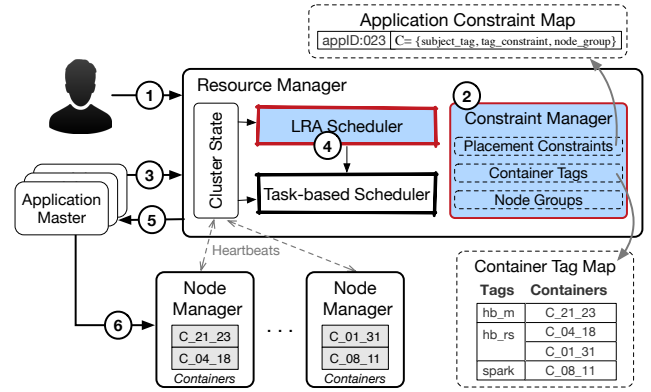 Application Constraint Map
appID:023 C= {subject_tag, tag_constraint, node_group}
1
Resource Manager
2
Cluster State
LRA Scheduler
4
Task-based Scheduler
Constraint Manager
Placement Constraints
Container Tags
Node Groups
3
Application
Master
5
Heartbeats
6
Node
Manager
C_21_23
C_04_18
Containers
. . .
Node
Manager
C_01_31
C_08_11
Containers
Container Tag Map
Tags Containers
hb_m C_21_23
hb_rs C_04_18
C_01_31
spark C_08_11